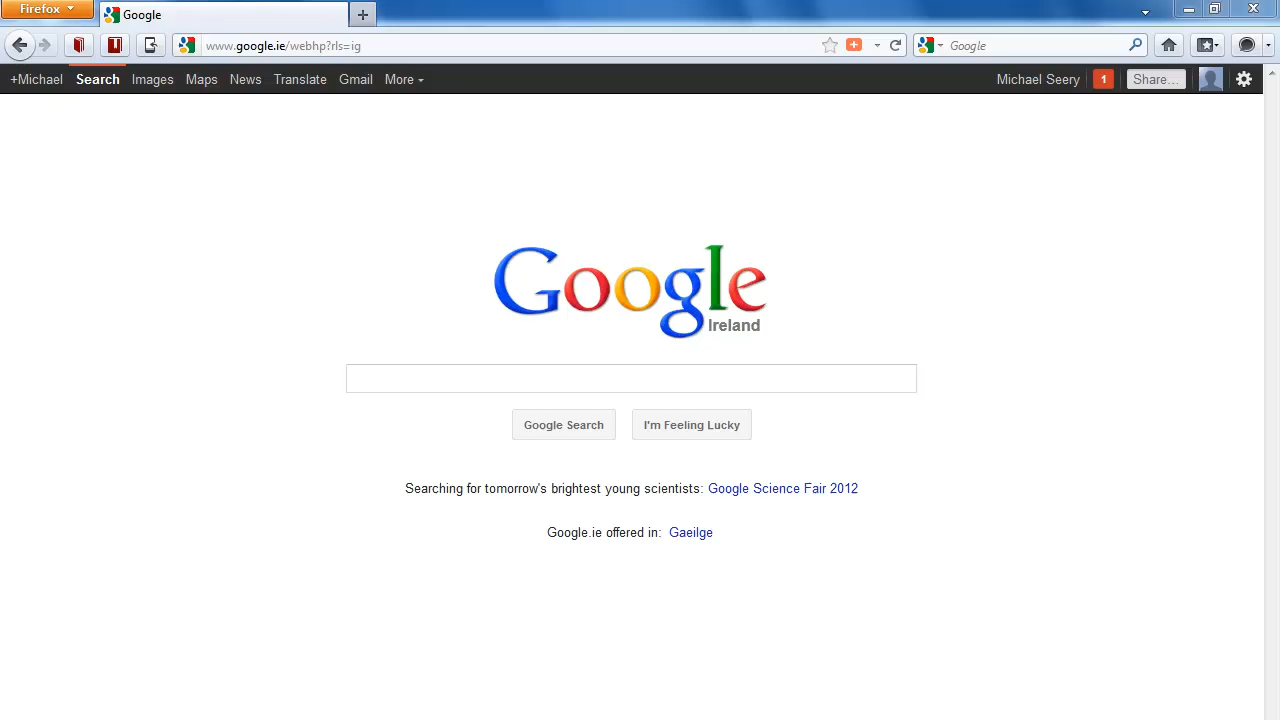 Firefox
Google
www.google.ie/webhp?rls=ig
Google
+Michael Search Images Maps News Translate Gmail More
Michael Seery 1 Share...
Google
Ireland
Google Search I'm Feeling Lucky
Searching for tomorrow's brightest young scientists: Google Science Fair 2012
Google.ie offered in: Gaeilge